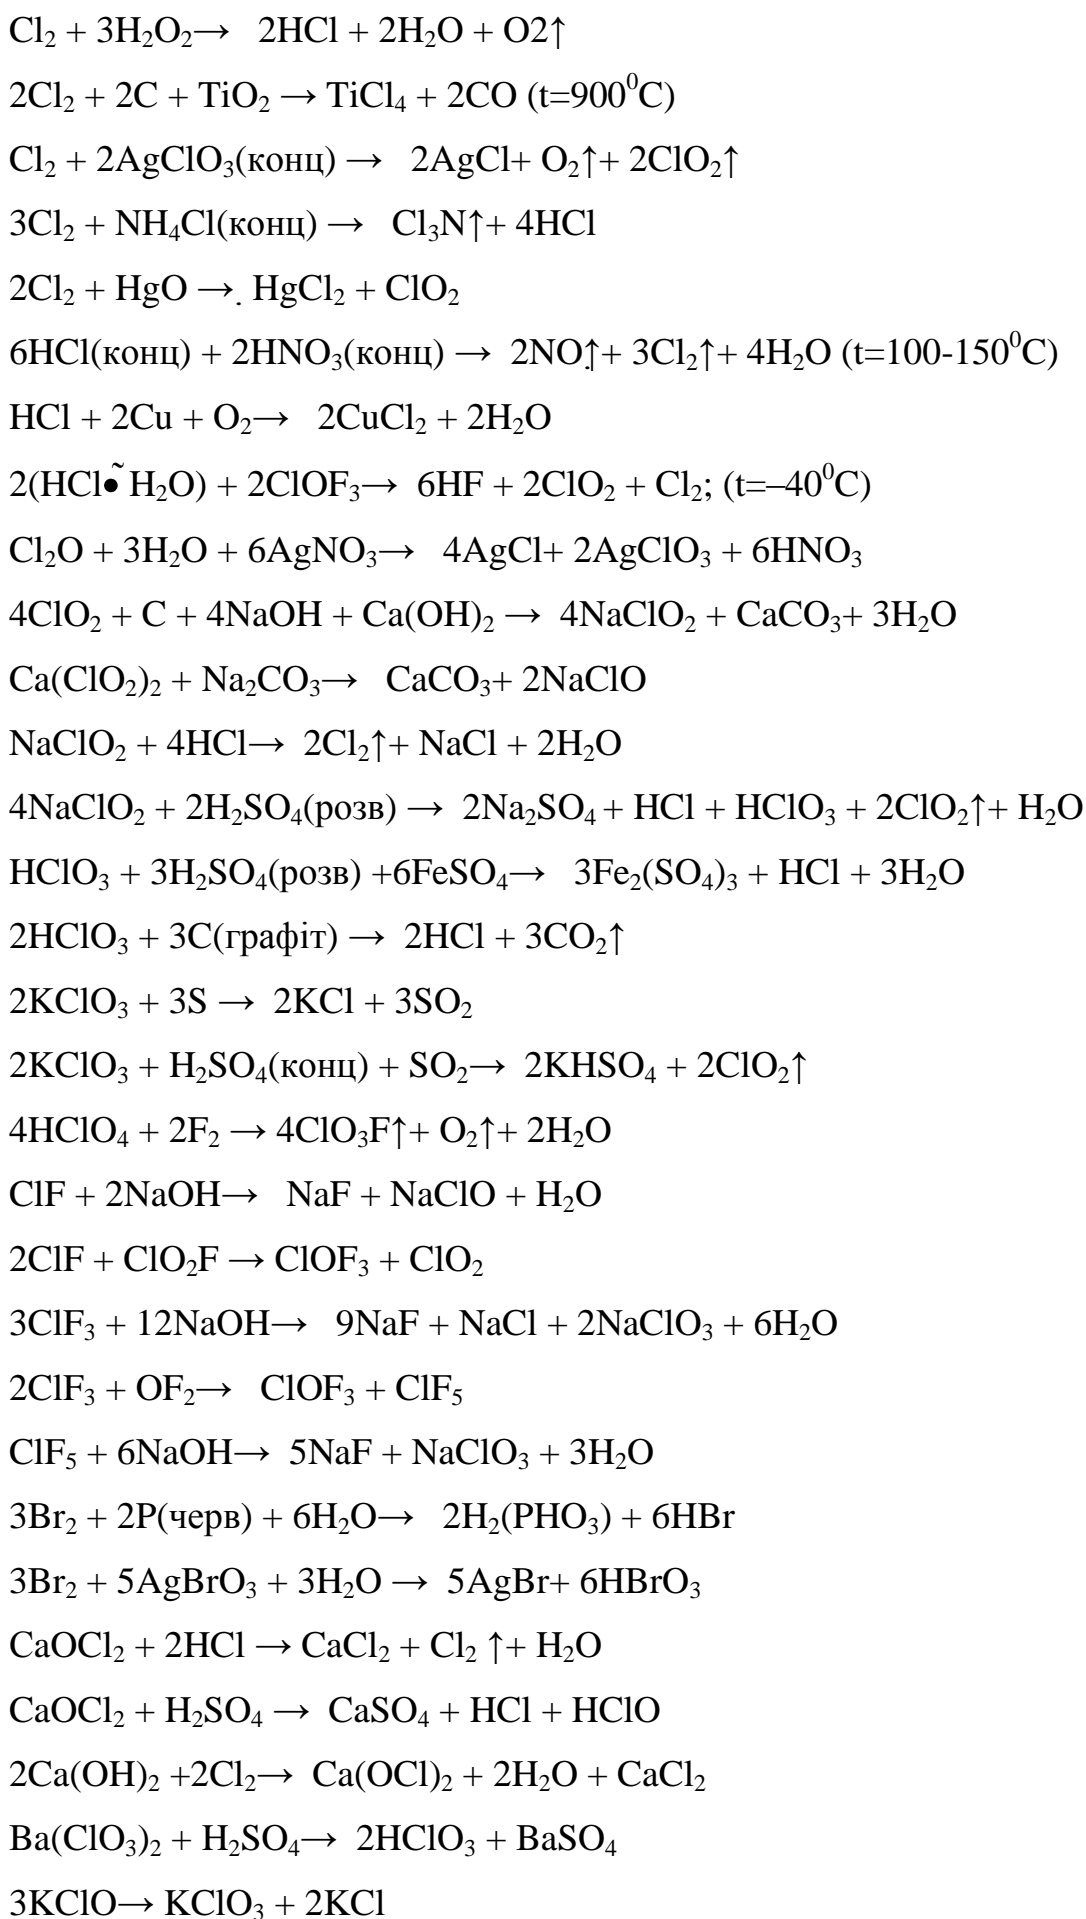 Cl₂ + 3H₂O₂→ 2HCl + 2H₂O + O2↑
2Cl₂ + 2C + TiO₂ → TiCl₄ + 2CO (t=900⁰C)
Cl₂ + 2AgClO₃(конц) → 2AgCl+ O₂↑+ 2ClO₂↑
3Cl₂ + NH₄Cl(конц) → Cl₃N↑+ 4HCl
2Cl₂ + HgO →. HgCl₂ + ClO₂
6HCl(конц) + 2HNO₃(конц) → 2NO↑+ 3Cl₂↑+ 4H₂O (t=100-150⁰C)
HCl + 2Cu + O₂→ 2CuCl₂ + 2H₂O
2(HCl•̃ H₂O) + 2ClOF₃→ 6HF + 2ClO₂ + Cl₂; (t=–40⁰C)
Cl₂O + 3H₂O + 6AgNO₃→ 4AgCl+ 2AgClO₃ + 6HNO₃
4ClO₂ + C + 4NaOH + Ca(OH)₂ → 4NaClO₂ + CaCO₃+ 3H₂O
Ca(ClO₂)₂ + Na₂CO₃→ CaCO₃+ 2NaClO
NaClO₂ + 4HCl→ 2Cl₂↑+ NaCl + 2H₂O
4NaClO₂ + 2H₂SO₄(розв) → 2Na₂SO₄ + HCl + HClO₃ + 2ClO₂↑+ H₂O
HClO₃ + 3H₂SO₄(розв) +6FeSO₄→ 3Fe₂(SO₄)₃ + HCl + 3H₂O
2HClO₃ + 3C(графіт) → 2HCl + 3CO₂↑
2KClO₃ + 3S → 2KCl + 3SO₂
2KClO₃ + H₂SO₄(конц) + SO₂→ 2KHSO₄ + 2ClO₂↑
4HClO₄ + 2F₂ → 4ClO₃F↑+ O₂↑+ 2H₂O
ClF + 2NaOH→ NaF + NaClO + H₂O
2ClF + ClO₂F → ClOF₃ + ClO₂
3ClF₃ + 12NaOH→ 9NaF + NaCl + 2NaClO₃ + 6H₂O
2ClF₃ + OF₂→ ClOF₃ + ClF₅
ClF₅ + 6NaOH→ 5NaF + NaClO₃ + 3H₂O
3Br₂ + 2P(черв) + 6H₂O→ 2H₂(PHO₃) + 6HBr
3Br₂ + 5AgBrO₃ + 3H₂O → 5AgBr+ 6HBrO₃
CaOCl₂ + 2HCl → CaCl₂ + Cl₂ ↑+ H₂O
CaOCl₂ + H₂SO₄ → CaSO₄ + HCl + HClO
2Ca(OH)₂ +2Cl₂→ Ca(OCl)₂ + 2H₂O + CaCl₂
Ba(ClO₃)₂ + H₂SO₄→ 2HClO₃ + BaSO₄
3KClO→ KClO₃ + 2KCl